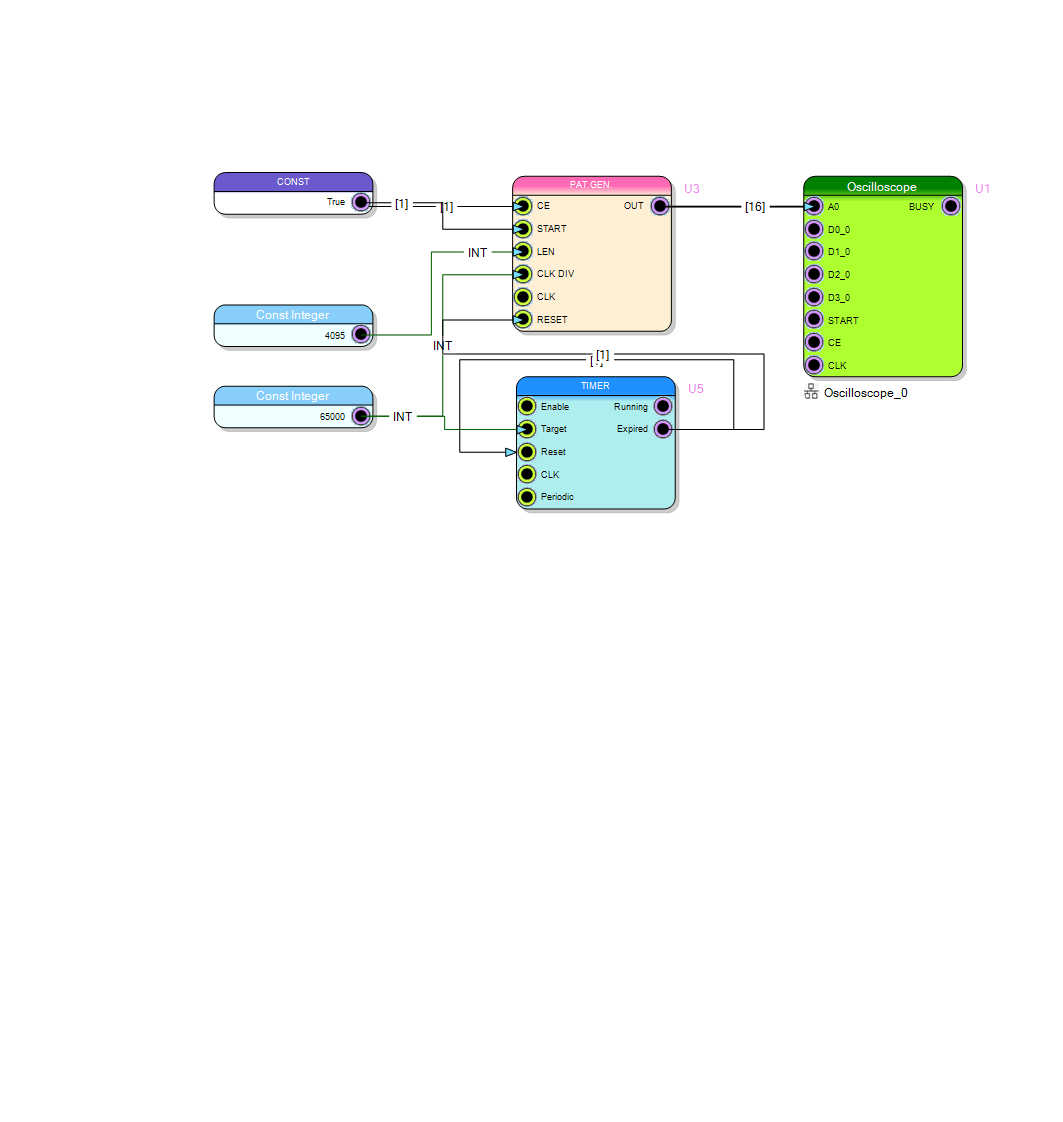 CONST
True
[1]
[1]
PAT.GEN.
U3
CE
OUT
START
LEN
CLK DIV
CLK
RESET
[16]
Oscilloscope
U1
A0
BUSY
D0_0
D1_0
D2_0
D3_0
START
CE
CLK
Oscilloscope_0
INT
Const Integer
4095
INT
[1]
Const Integer
65000
INT
TIMER
U5
Enable
Running
Target
Expired
Reset
CLK
Periodic